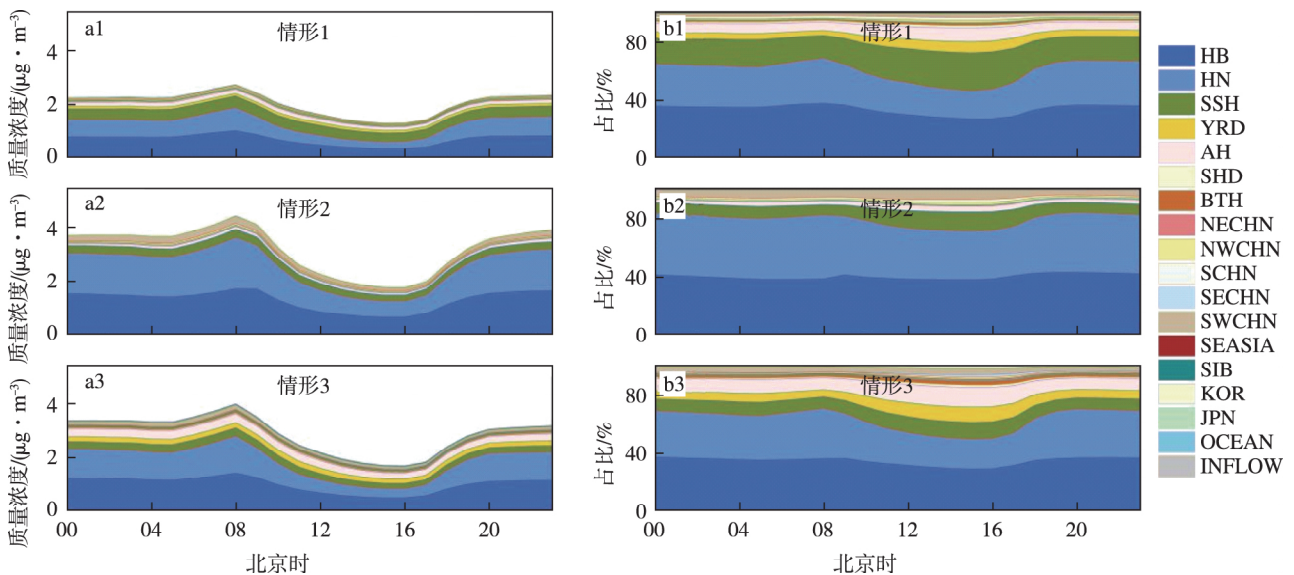 a1
情形1
质量浓度/(μg·m⁻³)
4
2
0
a2
情形2
质量浓度/(μg·m⁻³)
4
2
0
a3
情形3
质量浓度/(μg·m⁻³)
4
2
0
00 04 08 12 16 20
北京时
b1
情形1
占比/%
80
40
0
b2
情形2
占比/%
80
40
0
b3
情形3
占比/%
80
40
0
00 04 08 12 16 20
北京时
HB
HN
SSH
YRD
AH
SHD
BTH
NECHN
NWCHN
SCHN
SECHN
SWCHN
SEASIA
SIB
KOR
JPN
OCEAN
INFLOW